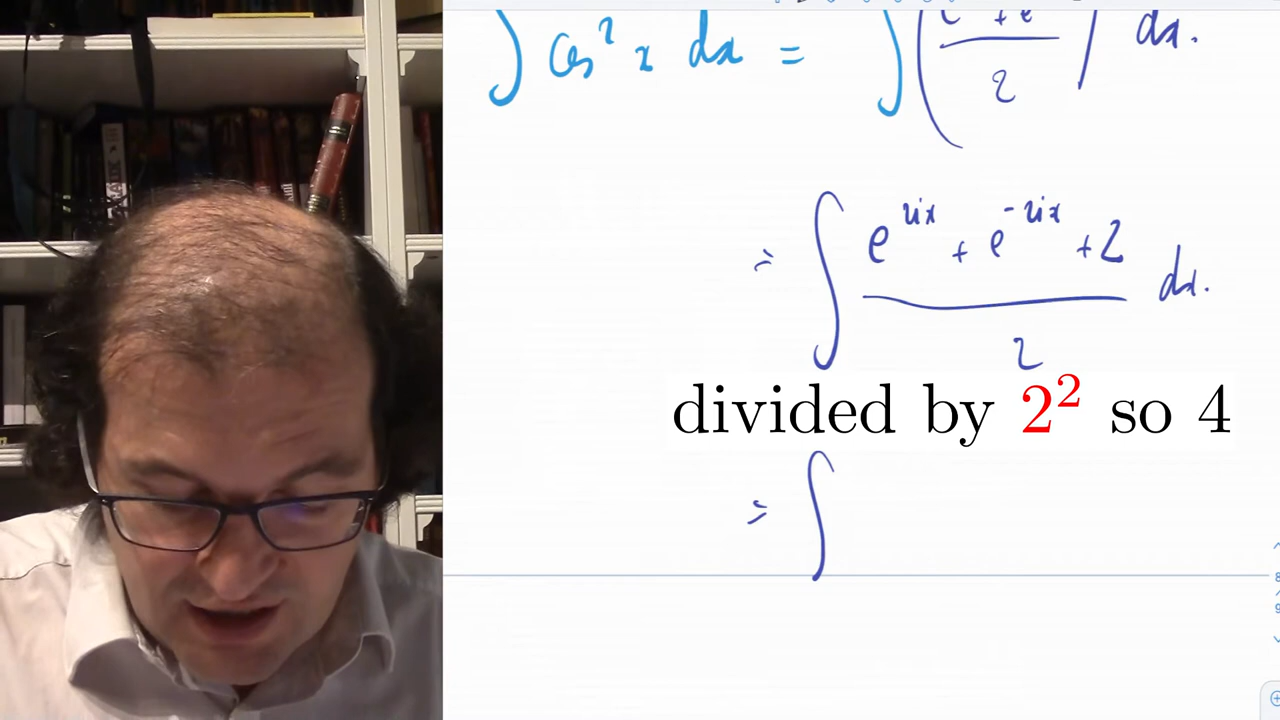 ∫ cos² x dx = ∫ ( + e / 2 ) dx.
= ∫ e^{2ix} + e^{-2ix} + 2 / 2 dx.
divided by 2² so 4
= ∫